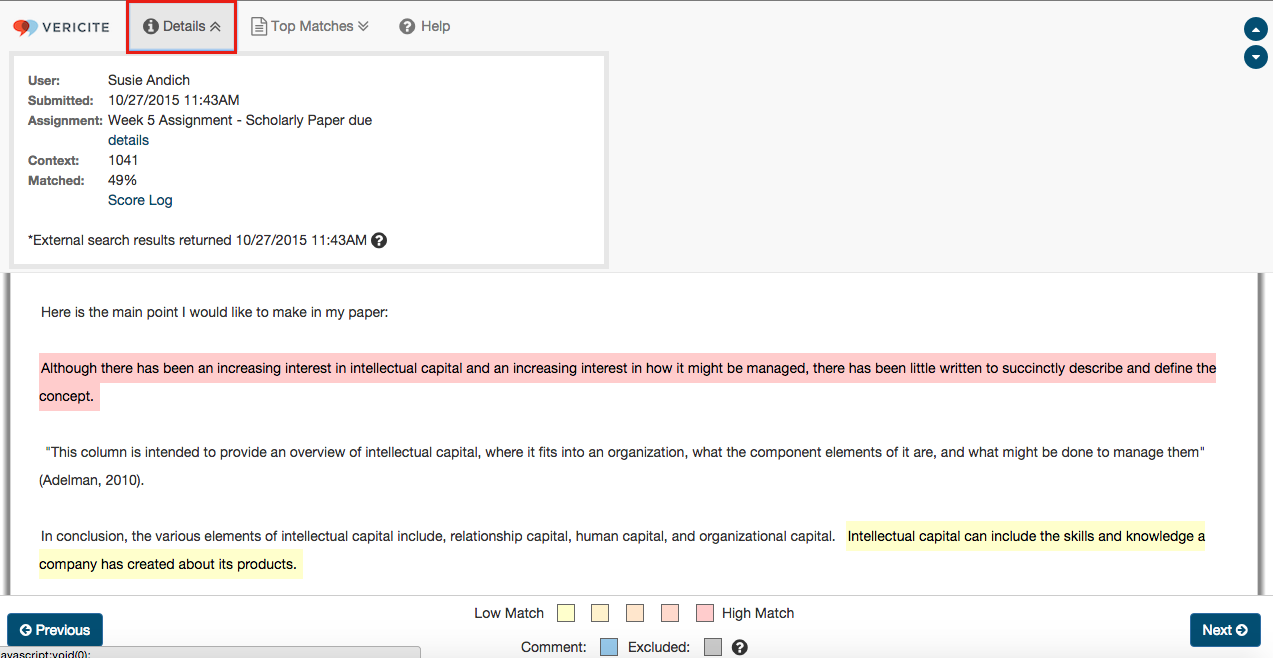 VERICITE Details Top Matches Help
User: Susie Andich
Submitted: 10/27/2015 11:43AM
Assignment: Week 5 Assignment - Scholarly Paper due
details
Context: 1041
Matched: 49%
Score Log
*External search results returned 10/27/2015 11:43AM
Here is the main point I would like to make in my paper:
Although there has been an increasing interest in intellectual capital and an increasing interest in how it might be managed, there has been little written to succinctly describe and define the
concept.
"This column is intended to provide an overview of intellectual capital, where it fits into an organization, what the component elements of it are, and what might be done to manage them"
(Adelman, 2010).
In conclusion, the various elements of intellectual capital include, relationship capital, human capital, and organizational capital. Intellectual capital can include the skills and knowledge a
company has created about its products.
Low Match High Match
Previous Next
Comment: Excluded:
avascript:void(0);